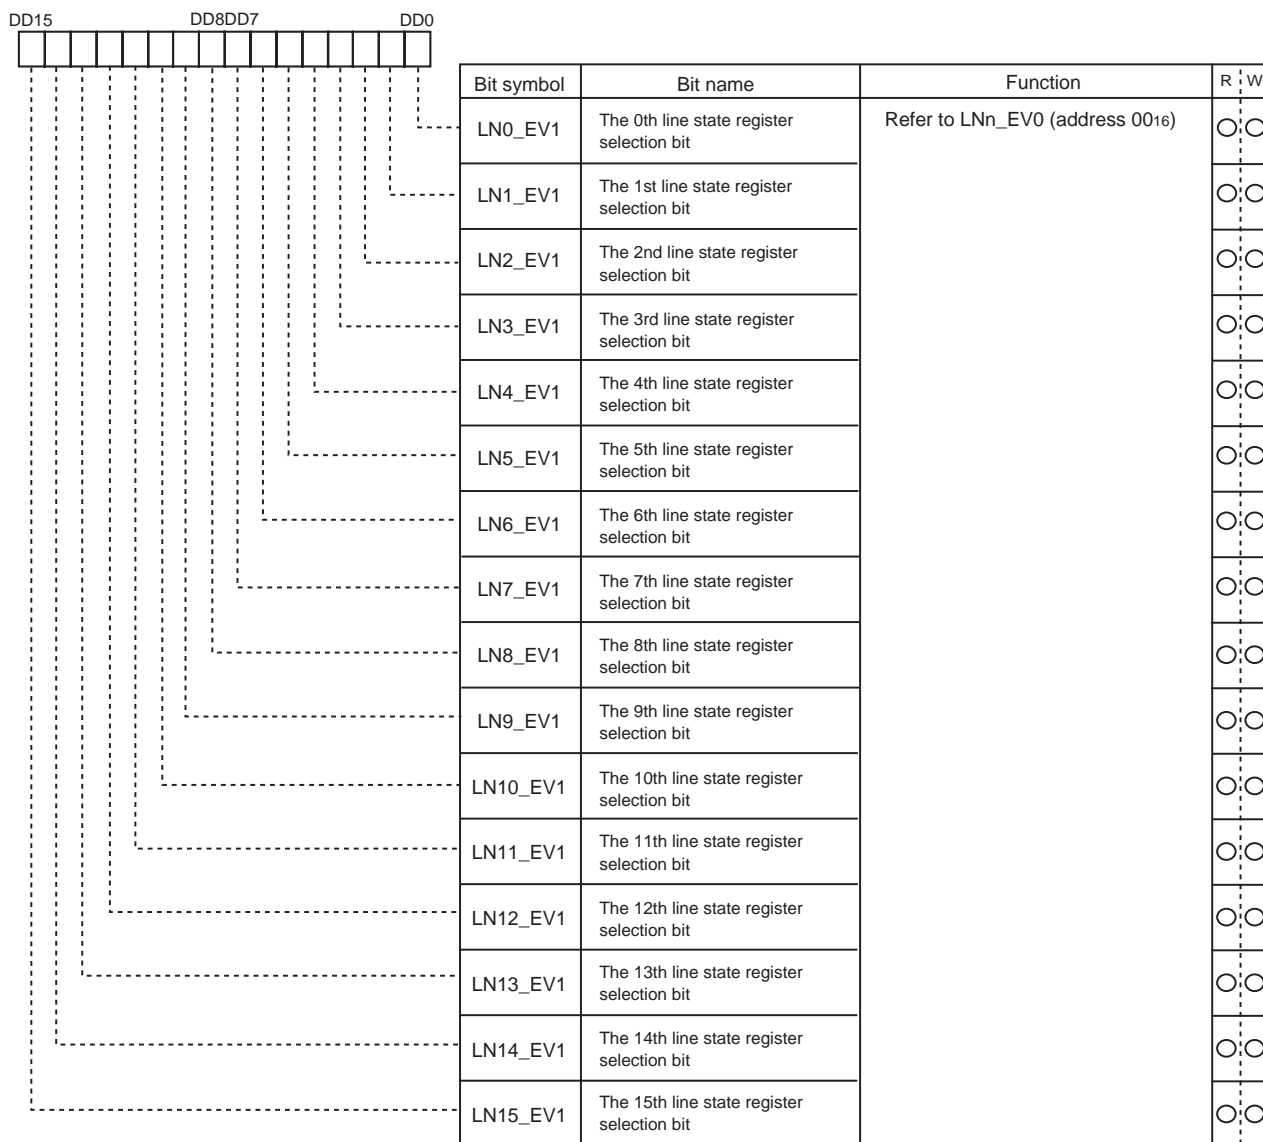 DD15 DD8DD7 DD0
Bit symbol Bit name Function R W
LN0_EV1 The 0th line state register Refer to LNn_EV0 (address 0016)
selection bit
LN1_EV1 The 1st line state register
selection bit
LN2_EV1 The 2nd line state register
selection bit
LN3_EV1 The 3rd line state register
selection bit
LN4_EV1 The 4th line state register
selection bit
LN5_EV1 The 5th line state register
selection bit
LN6_EV1 The 6th line state register
selection bit
LN7_EV1 The 7th line state register
selection bit
LN8_EV1 The 8th line state register
selection bit
LN9_EV1 The 9th line state register
selection bit
LN10_EV1 The 10th line state register
selection bit
LN11_EV1 The 11th line state register
selection bit
LN12_EV1 The 12th line state register
selection bit
LN13_EV1 The 13th line state register
selection bit
LN14_EV1 The 14th line state register
selection bit
LN15_EV1 The 15th line state register
selection bit